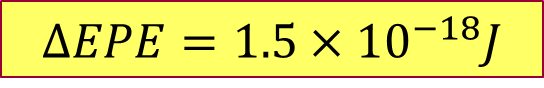 ΔEPE = 1.5 × 10⁻¹⁸J